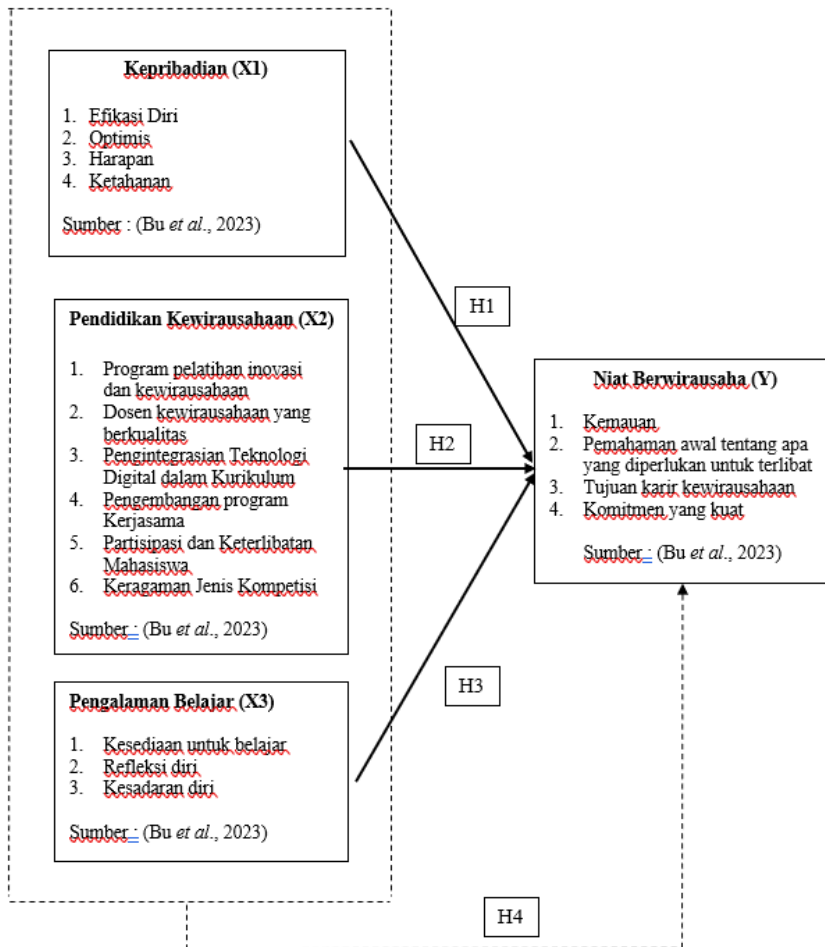 Kepribadian (X1)
1. Efikasi Diri
2. Optimis
3. Harapan
4. Ketahanan
Sumber : (Bu et al., 2023)
H1
Pendidikan Kewirausahaan (X2)
1. Program pelatihan inovasi
dan kewirausahaan
2. Dosen kewirausahaan yang
berkualitas
3. Pengintegrasian Teknologi
Digital dalam Kurikulum
4. Pengembangan program
Kerjasama
5. Partisipasi dan Keterlibatan
Mahasiswa
6. Keragaman Jenis Kompetisi
Sumber : (Bu et al., 2023)
H2
Niat Berwirausaha (Y)
1. Kemauan
2. Pemahaman awal tentang apa
yang diperlukan untuk terlibat
3. Tujuan karir kewirausahaan
4. Komitmen yang kuat
Sumber : (Bu et al., 2023)
H3
Pengalaman Belajar (X3)
1. Kesediaan untuk belajar
2. Refleksi diri
3. Kesadaran diri
Sumber : (Bu et al., 2023)
H4